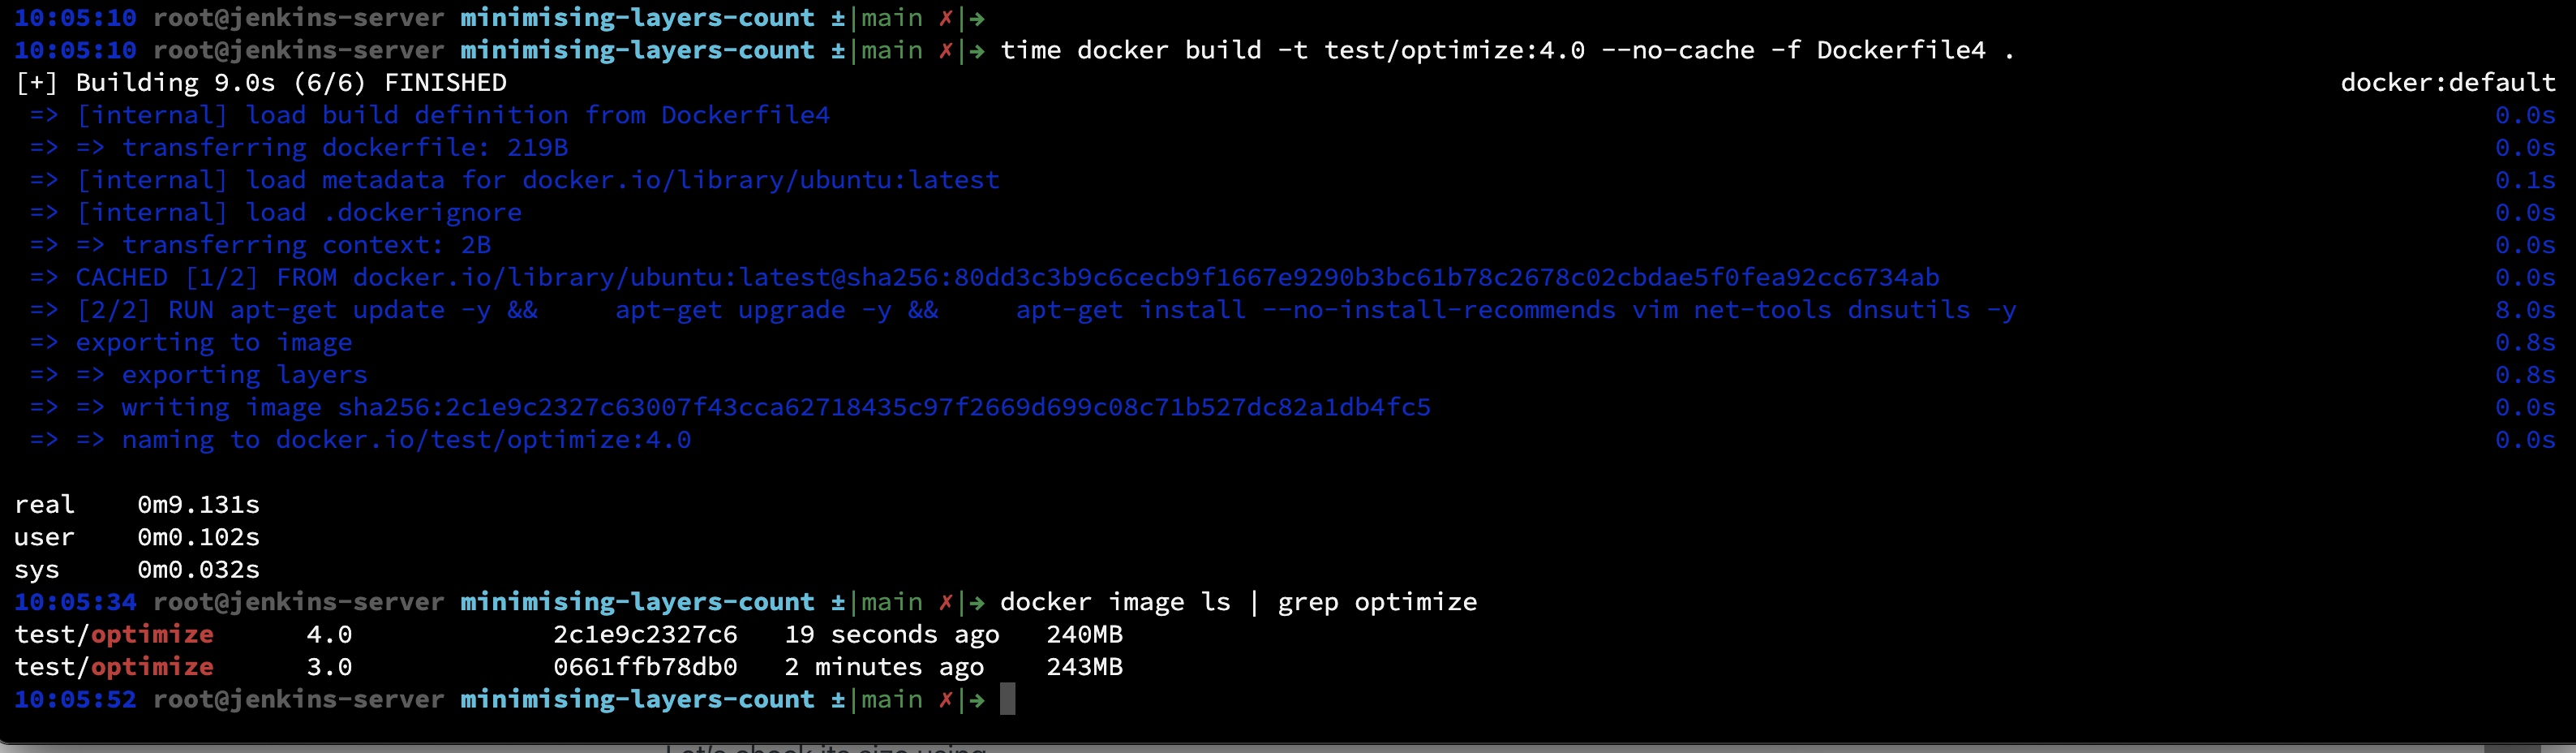 10:05:10 root@jenkins-server minimising-layers-count ±|main ✗|→
10:05:10 root@jenkins-server minimising-layers-count ±|main ✗|→ time docker build -t test/optimize:4.0 --no-cache -f Dockerfile4 .
[+] Building 9.0s (6/6) FINISHED docker:default
=> [internal] load build definition from Dockerfile4 0.0s
=> => transferring dockerfile: 219B 0.0s
=> [internal] load metadata for docker.io/library/ubuntu:latest 0.1s
=> [internal] load .dockerignore 0.0s
=> => transferring context: 2B 0.0s
=> CACHED [1/2] FROM docker.io/library/ubuntu:latest@sha256:80dd3c3b9c6cecb9f1667e9290b3bc61b78c2678c02cbdae5f0fea92cc6734ab 0.0s
=> [2/2] RUN apt-get update -y &&     apt-get upgrade -y &&     apt-get install --no-install-recommends vim net-tools dnsutils -y 8.0s
=> exporting to image 0.8s
=> => exporting layers 0.8s
=> => writing image sha256:2c1e9c2327c63007f43cca62718435c97f2669d699c08c71b527dc82a1db4fc5 0.0s
=> => naming to docker.io/test/optimize:4.0 0.0s
real 0m9.131s
user 0m0.102s
sys 0m0.032s
10:05:34 root@jenkins-server minimising-layers-count ±|main ✗|→ docker image ls | grep optimize
test/optimize 4.0 2c1e9c2327c6 19 seconds ago 240MB
test/optimize 3.0 0661ffb78db0 2 minutes ago 243MB
10:05:52 root@jenkins-server minimising-layers-count ±|main ✗|→